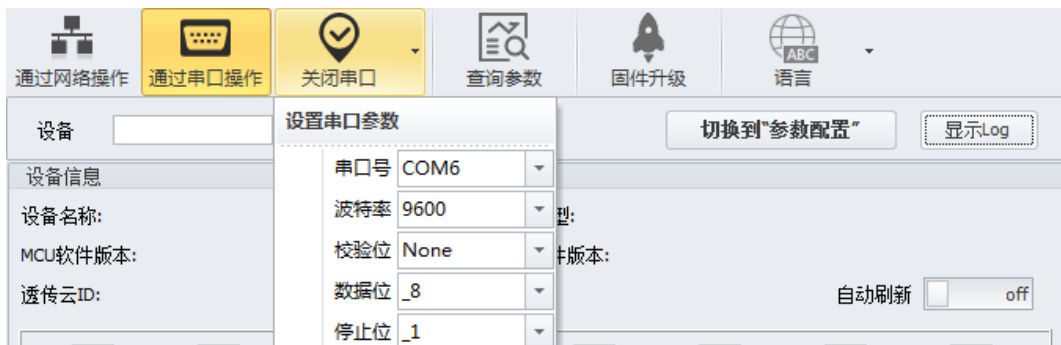 通过网络操作 通过串口操作 关闭串口 查询参数 固件升级 ABC 语言
设备 设置串口参数 切换到"参数配置" 显示Log
设备信息 串口号 COM6
设备名称: 波特率 9600 型:
MCU软件版本: 校验位 None 件版本:
透传云ID: 数据位 _8 自动刷新 off
停止位 _1